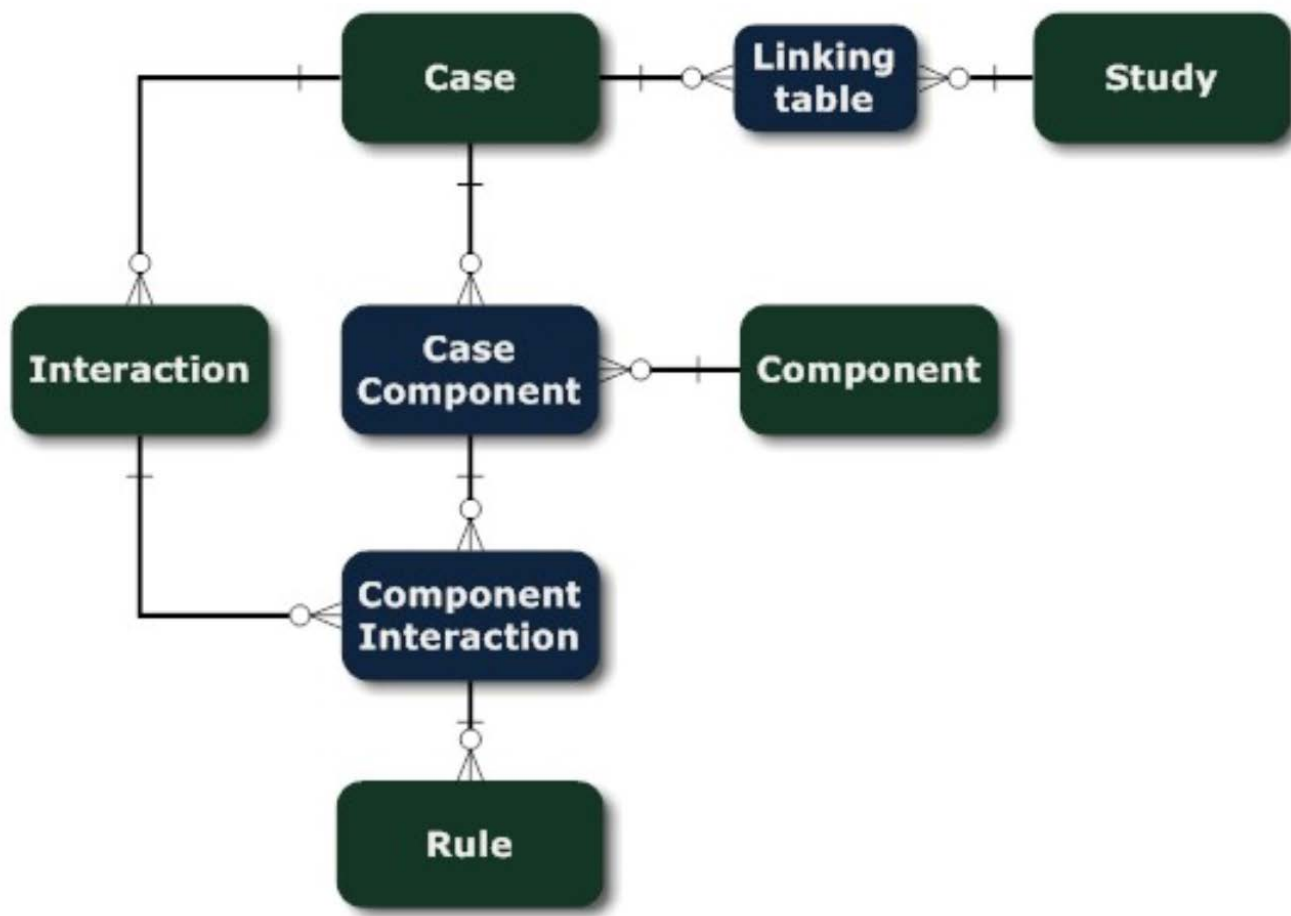 Case
Linking
table
Study
Interaction
Case
Component
Component
Component
Interaction
Rule